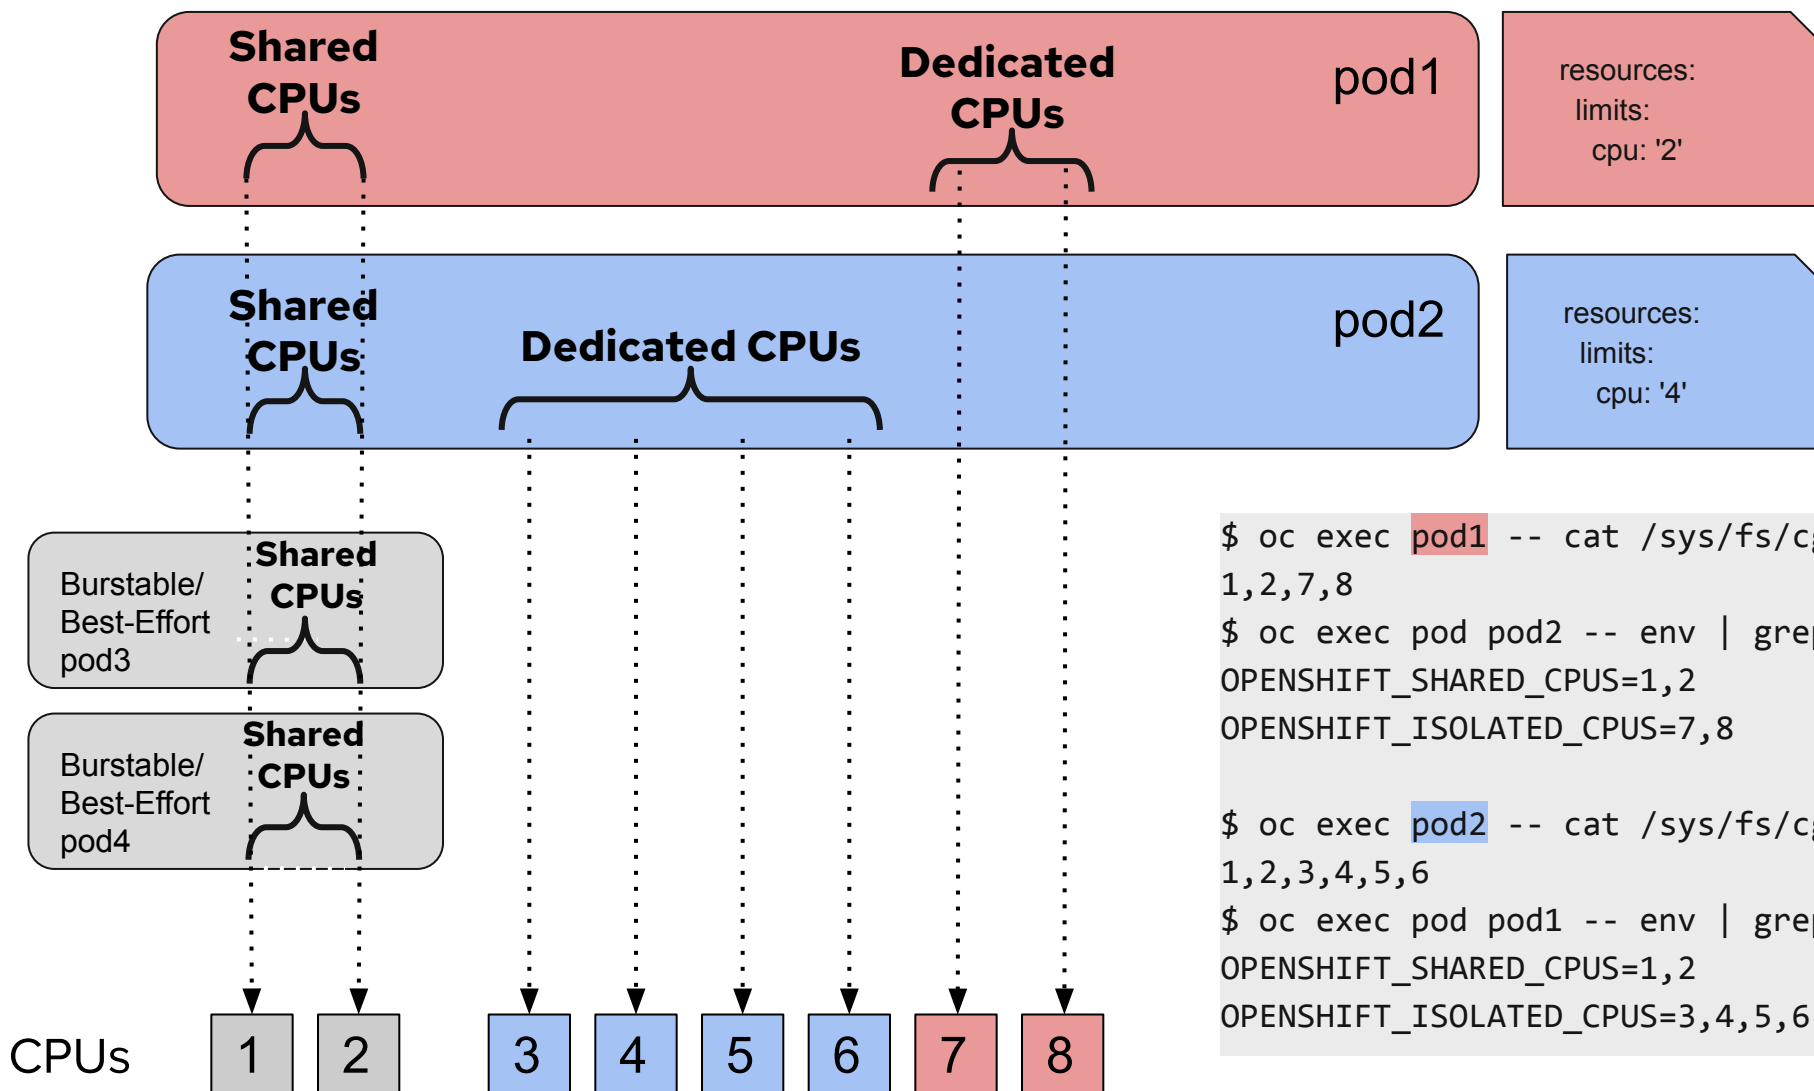 Shared
CPUs
Dedicated
CPUs
pod1
resources:
limits:
cpu: '2'
Shared
CPUs
Dedicated CPUs
pod2
resources:
limits:
cpu: '4'
Burstable/
Best-Effort
pod3
Shared
CPUs
Burstable/
Best-Effort
pod4
Shared
CPUs
$ oc exec pod1 -- cat /sys/fs/cg
1,2,7,8
$ oc exec pod pod2 -- env | grep
OPENSHIFT_SHARED_CPUS=1,2
OPENSHIFT_ISOLATED_CPUS=7,8
$ oc exec pod2 -- cat /sys/fs/cg
1,2,3,4,5,6
$ oc exec pod pod1 -- env | grep
OPENSHIFT_SHARED_CPUS=1,2
OPENSHIFT_ISOLATED_CPUS=3,4,5,6
CPUs 1 2 3 4 5 6 7 8